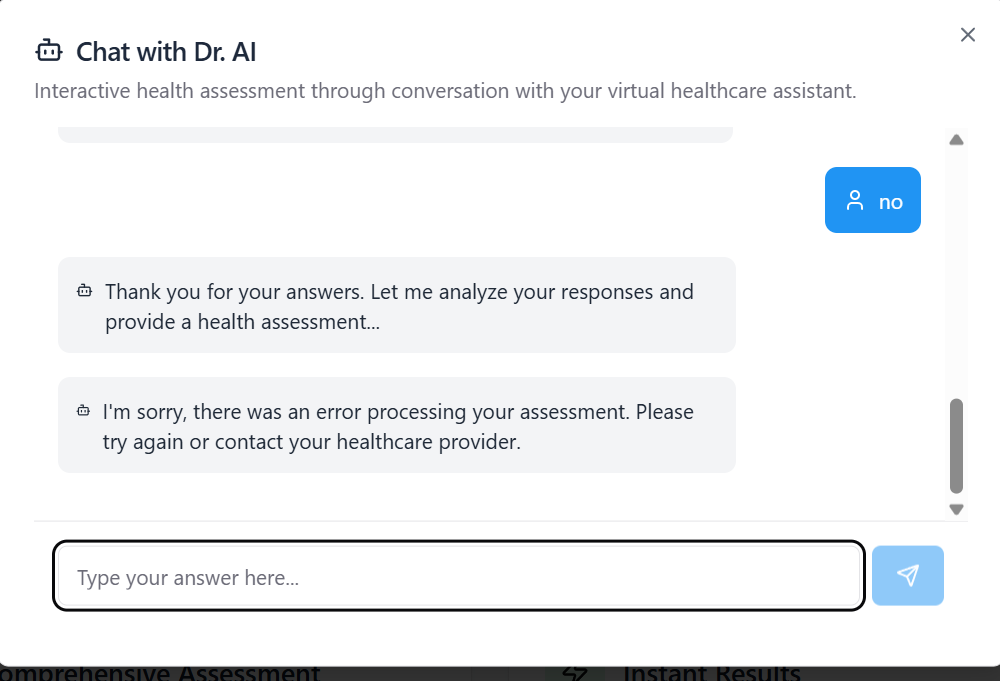 Chat with Dr. AI
Interactive health assessment through conversation with your virtual healthcare assistant.
no
Thank you for your answers. Let me analyze your responses and
provide a health assessment...
I'm sorry, there was an error processing your assessment. Please
try again or contact your healthcare provider.
Type your answer here...
omprehensive Assessment
Instant Results